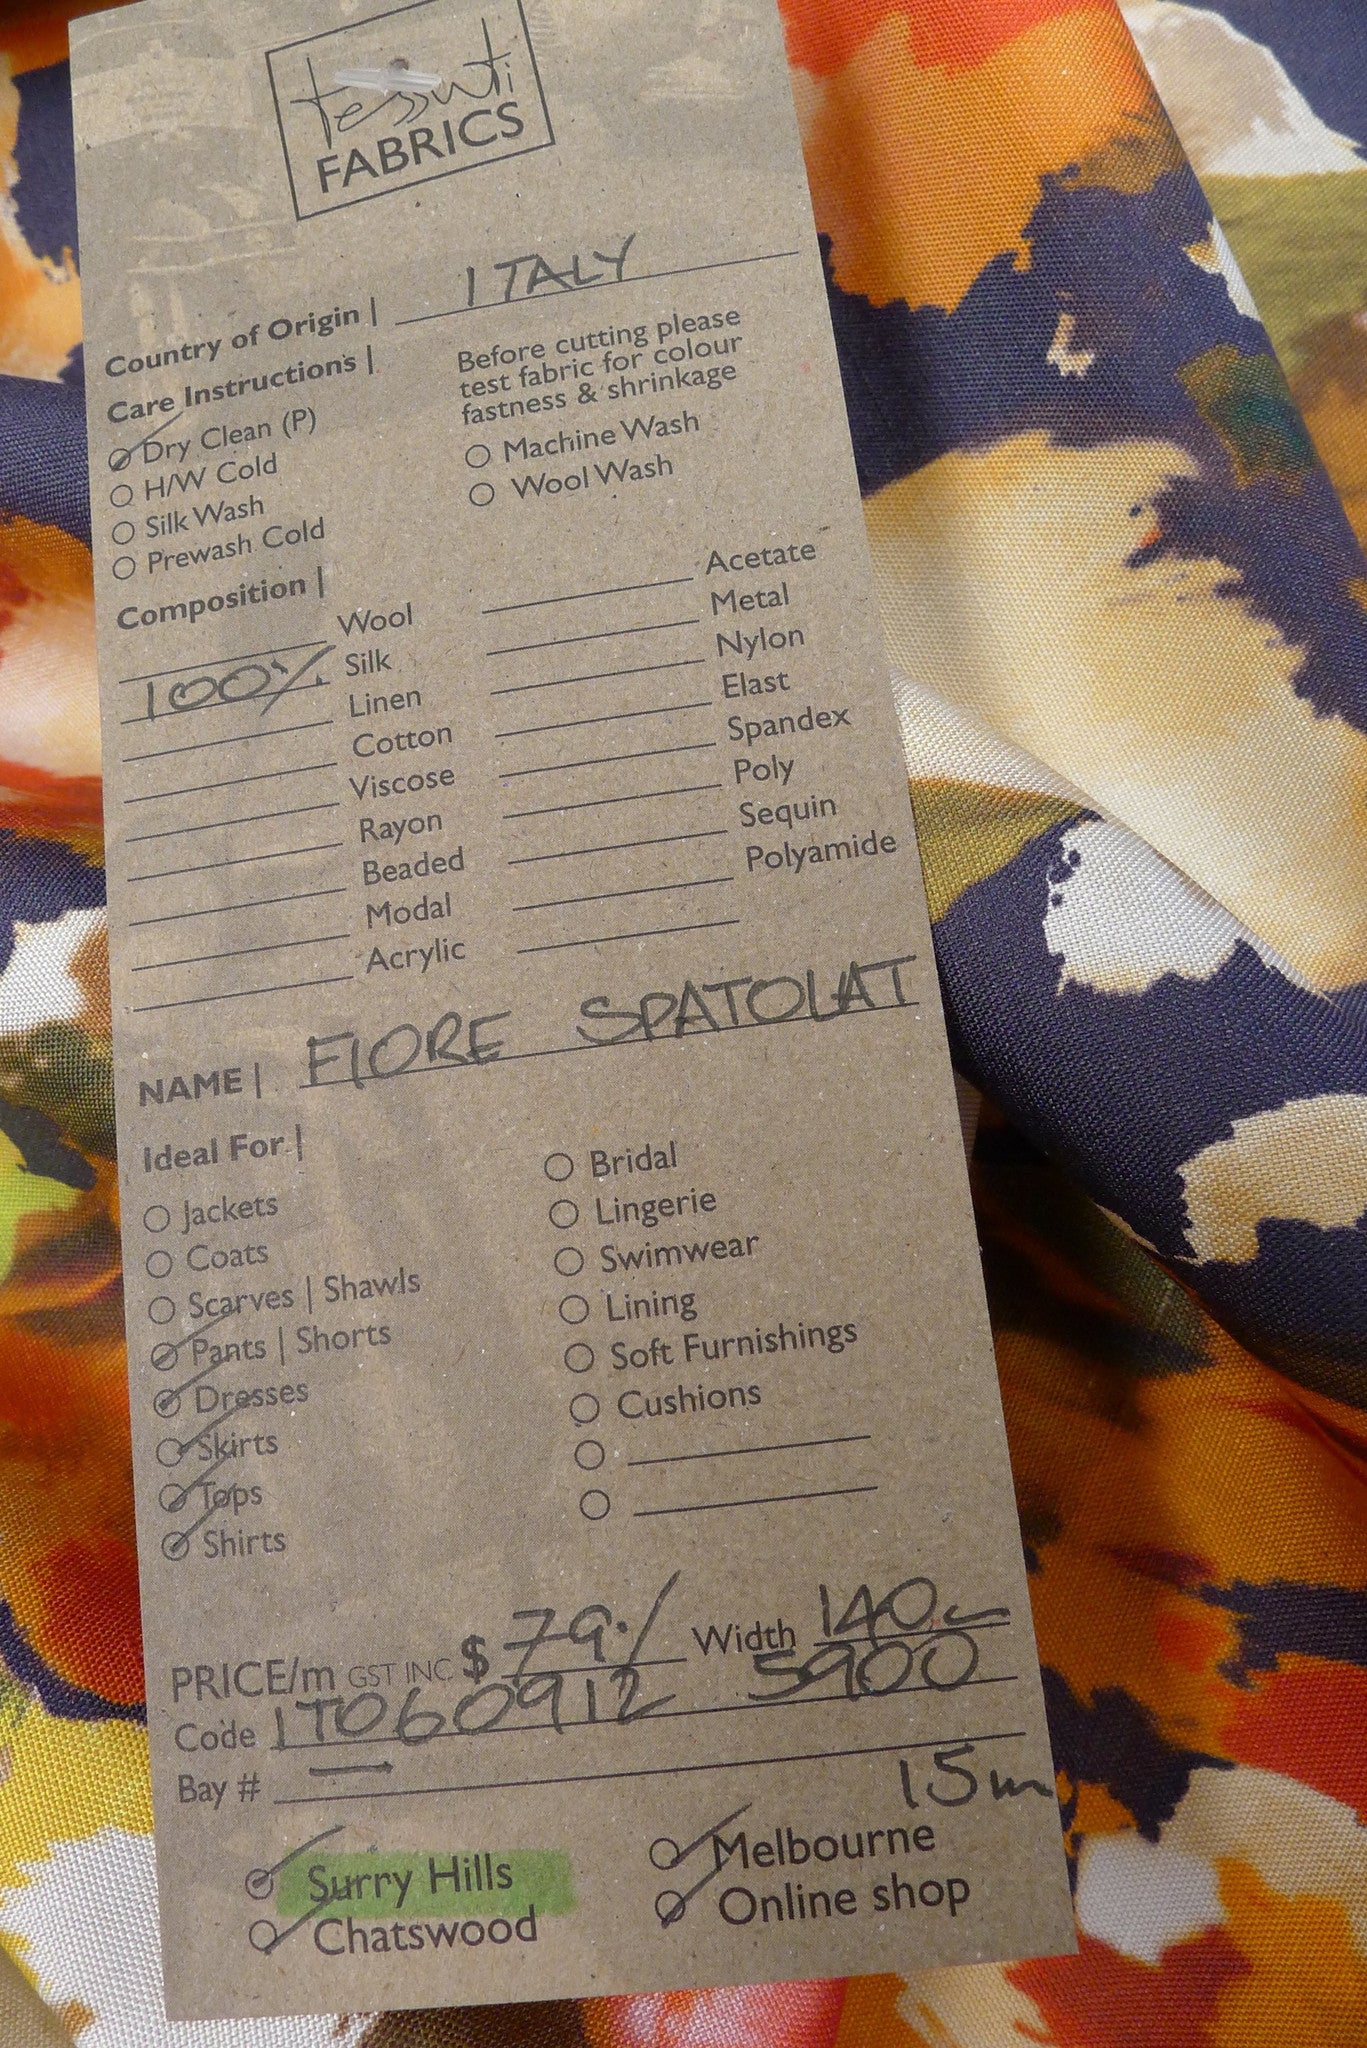 tessuti
FABRICS
Country of Origin | ITALY
Care Instructions |
Before cutting please
test fabric for colour
fastness & shrinkage
Dry Clean (P)
H/W Cold
Silk Wash
Prewash Cold
Machine Wash
Wool Wash
Composition |
Wool
100% Silk
Linen
Cotton
Viscose
Rayon
Beaded
Modal
Acrylic
Acetate
Metal
Nylon
Elast
Spandex
Poly
Sequin
Polyamide
NAME | FIORE SPATOLAT
Ideal For |
Jackets
Coats
Scarves | Shawls
Pants | Shorts
Dresses
Skirts
Tops
Shirts
Bridal
Lingerie
Swimwear
Lining
Soft Furnishings
Cushions
PRICE/m GST INC $ 79./ Width 140c
Code ITO60912 5900
Bay # —
15m
Surry Hills
Chatswood
Melbourne
Online shop